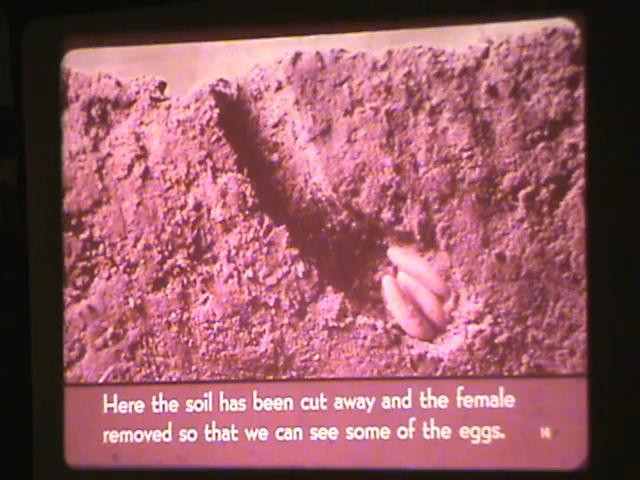 Here the soil has been cut away and the female
removed so that we can see some of the eggs.